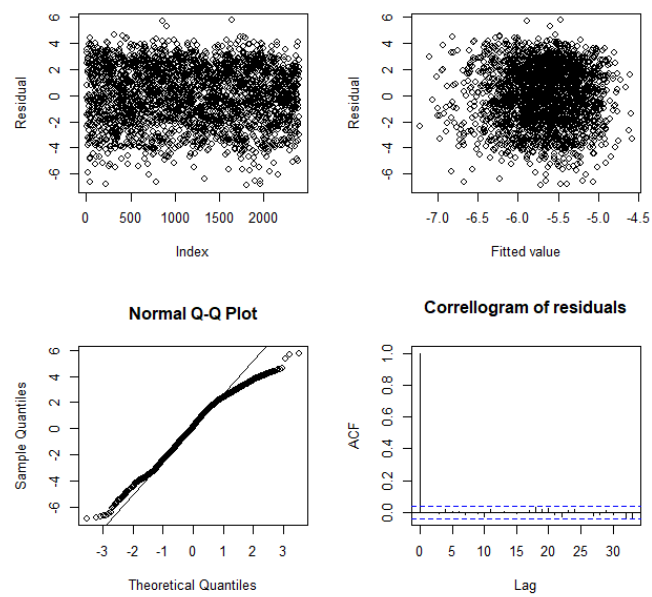 Residual
6
4
2
0
-2
-4
-6
0 500 1000 1500 2000
Index
Residual
6
4
2
0
-2
-4
-6
-7.0 -6.5 -6.0 -5.5 -5.0 -4.5
Fitted value
Normal Q-Q Plot
Sample Quantiles
6
4
2
0
-2
-4
-6
-3 -2 -1 0 1 2 3
Theoretical Quantiles
Correllogram of residuals
ACF
1.0
0.8
0.6
0.4
0.2
0.0
0 5 10 15 20 25 30
Lag